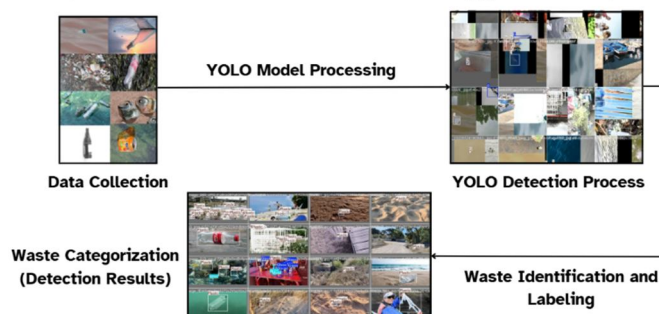 YOLO Model Processing
Data Collection
YOLO Detection Process
Waste Categorization
(Detection Results)
Waste Identification and
Labeling